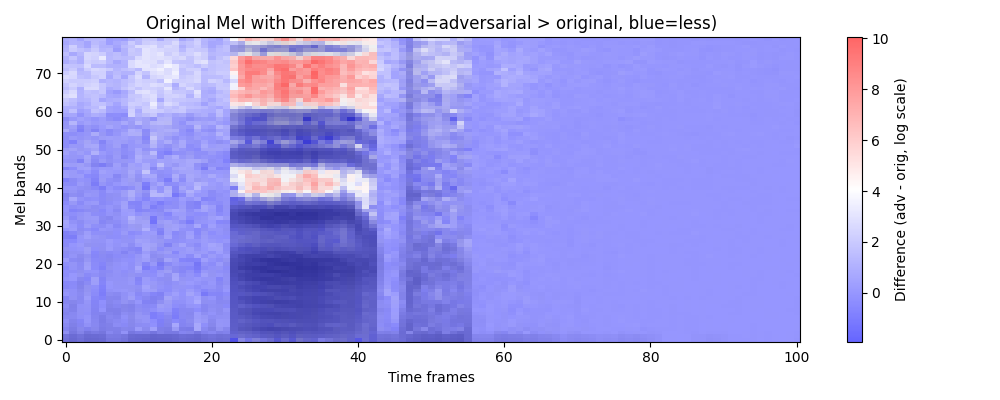 Original Mel with Differences (red=adversarial > original, blue=less)
Mel bands
70
60
50
40
30
20
10
0
0 20 40 60 80 100
Time frames
10
8
6
4
2
0
Difference (adv - orig, log scale)